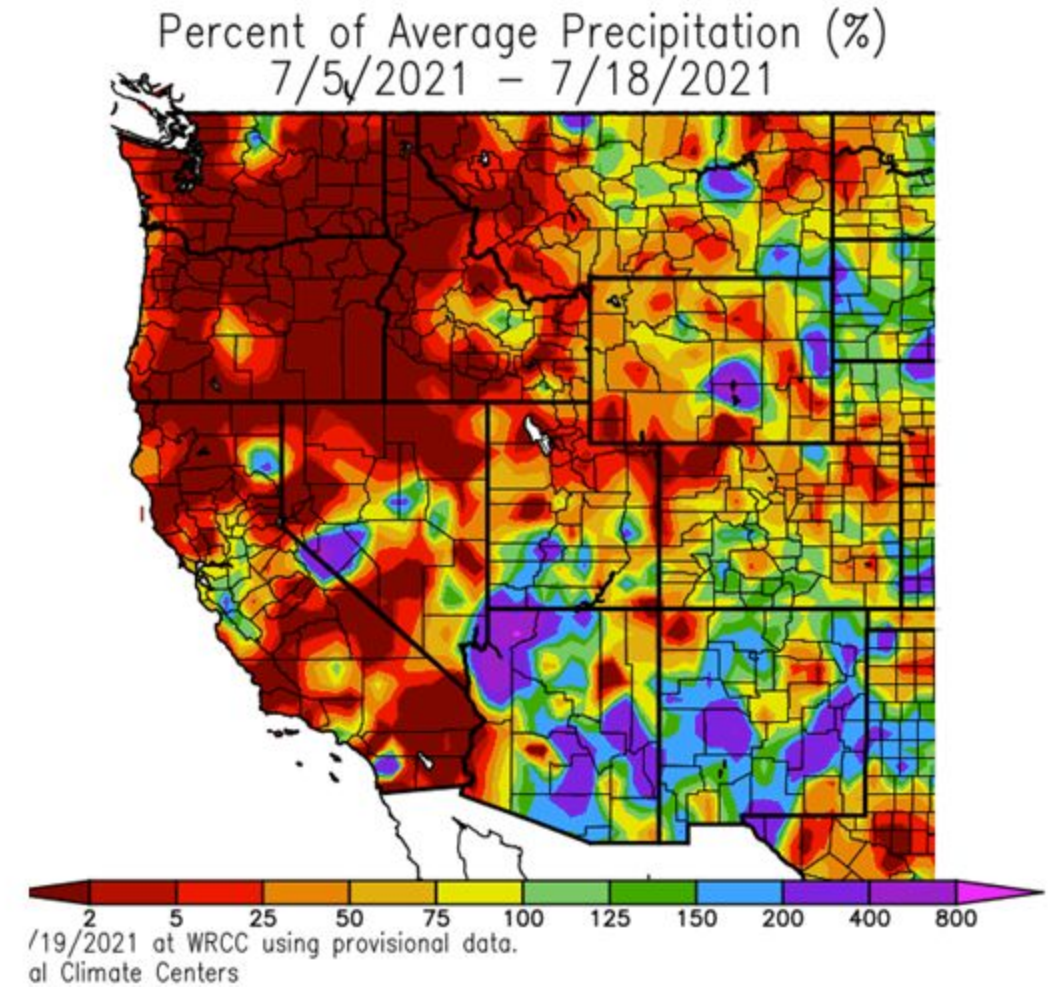 Percent of Average Precipitation (%)
7/5/2021 – 7/18/2021
2 5 25 50 75 100 125 150 200 400 800
/19/2021 at WRCC using provisional data.
al Climate Centers